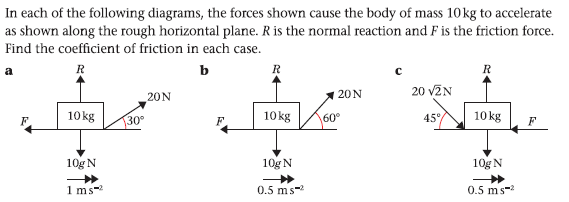 In each of the following diagrams, the forces shown cause the body of mass 10 kg to accelerate
as shown along the rough horizontal plane. R is the normal reaction and F is the friction force.
Find the coefficient of friction in each case.
a
R
20 N
10 kg
30°
F
10g N
1 m s⁻²
b
R
20 N
10 kg
60°
F
10g N
0.5 m s⁻²
c
R
20 √2 N
45°
10 kg
F
10g N
0.5 m s⁻²